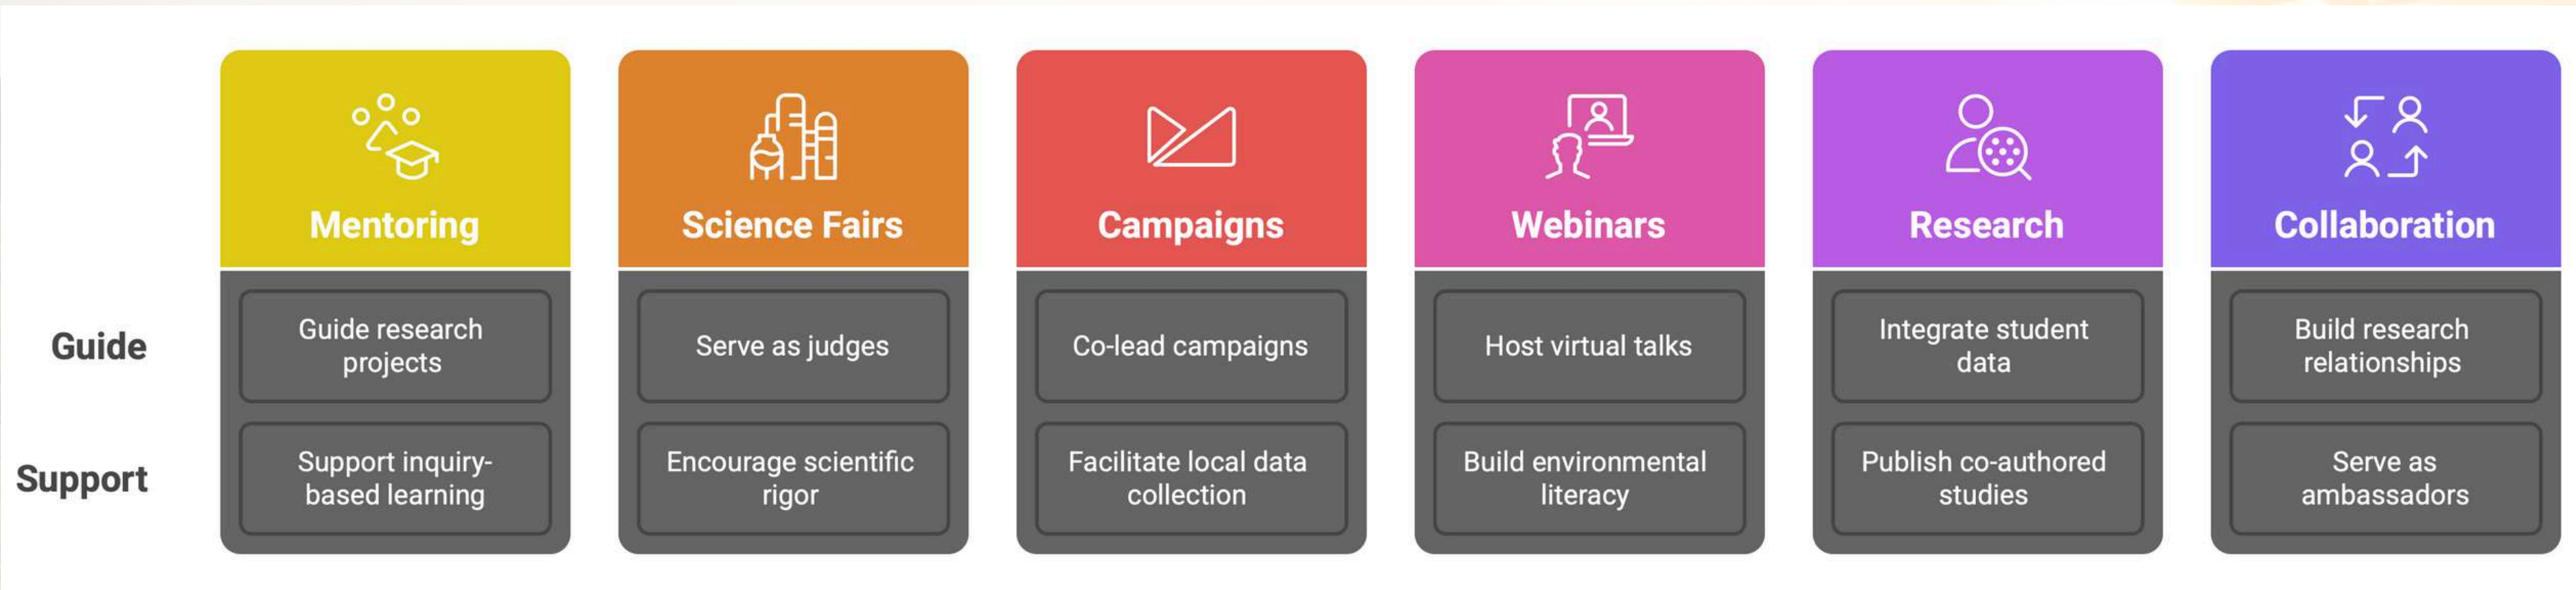 Mentoring
Science Fairs
Campaigns
Webinars
Research
Collaboration
Guide
Guide research
projects
Serve as judges
Co-lead campaigns
Host virtual talks
Integrate student
data
Build research
relationships
Support
Support inquiry-
based learning
Encourage scientific
rigor
Facilitate local data
collection
Build environmental
literacy
Publish co-authored
studies
Serve as
ambassadors